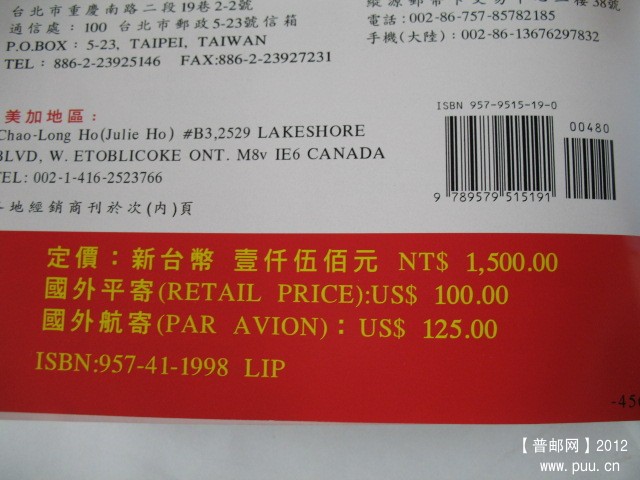 台北市重慶南路二段19巷2-2號
通信處：100 台北市郵政5-23號信箱
P.O.BOX : 5-23, TAIPEI, TAIWAN
TEL : 886-2-23925146 FAX:886-2-23927231
38號
電話：002-86-757-85782185
手機(大陸)：002-86-13676297832
美加地區：
Chao-Long Ho(Julie Ho) #B3,2529 LAKESHORE
BLVD, W. ETOBLICOKE ONT. M8v IE6 CANADA
TEL: 002-1-416-2523766
地經銷商刊於次(內)頁
ISBN 957-9515-19-0
00480
9 789579 515191
定價：新台幣 壹仟伍佰元 NT$ 1,500.00
國外平寄(RETAIL PRICE):US$ 100.00
國外航寄(PAR AVION)：US$ 125.00
ISBN:957-41-1998 LIP
-456
【普邮网】2012
www.puu.cn